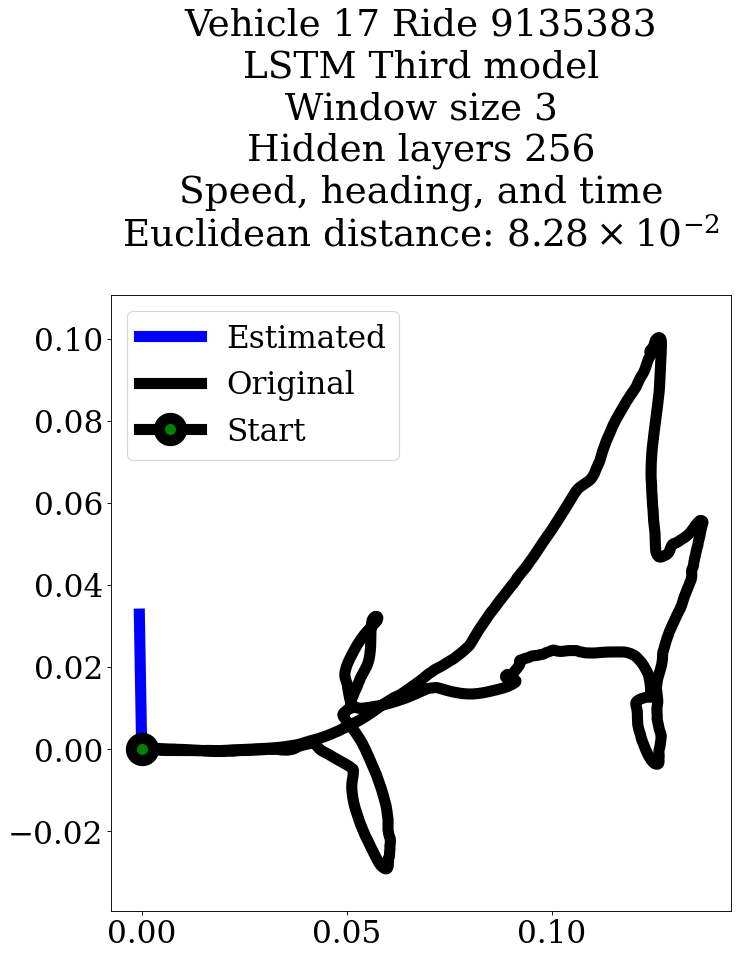 Vehicle 17 Ride 9135383
LSTM Third model
Window size 3
Hidden layers 256
Speed, heading, and time
Euclidean distance: 8.28 × 10⁻²
Estimated
Original
Start
0.10
0.08
0.06
0.04
0.02
0.00
−0.02
0.00
0.05
0.10